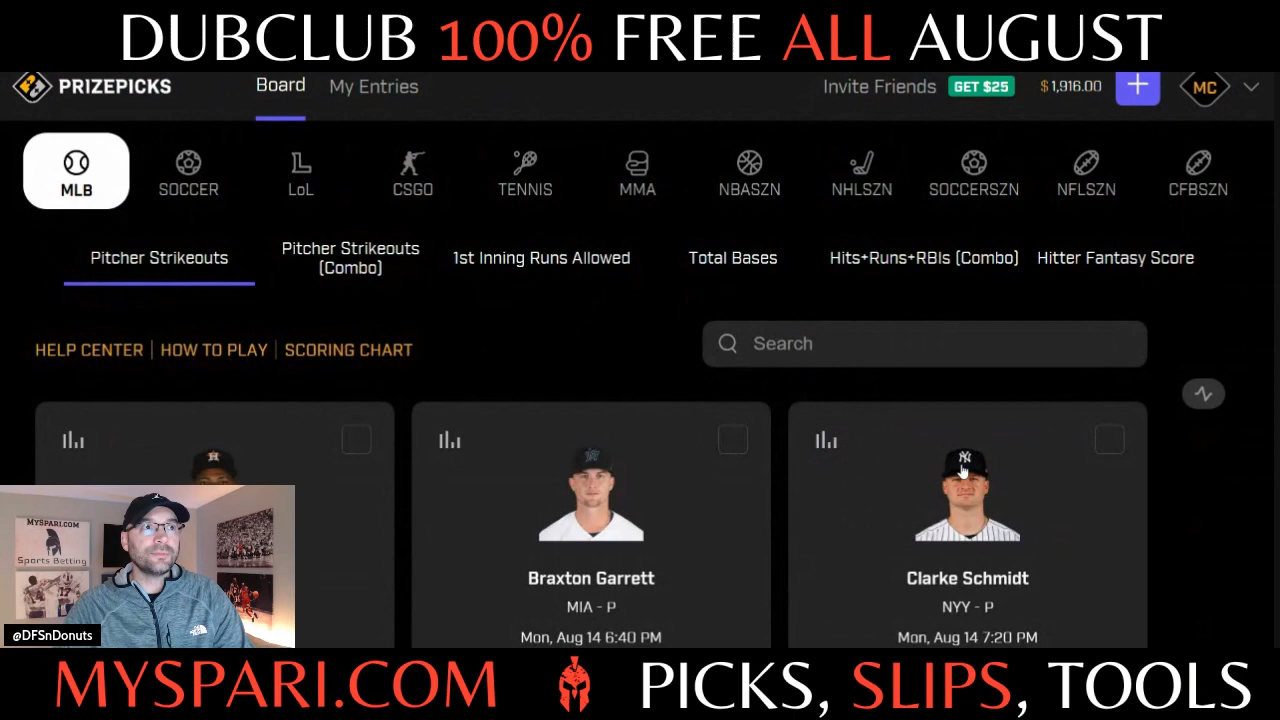 DUBCLUB 100% FREE ALL AUGUST
PRIZEPICKS
Board
My Entries
Invite Friends
GET $25
$1,916.00
+
MC
MLB
SOCCER
LoL
CSGO
TENNIS
MMA
NBASZN
NHLSZN
SOCCERSZN
NFLSZN
CFBSZN
Pitcher Strikeouts
Pitcher Strikeouts
(Combo)
1st Inning Runs Allowed
Total Bases
Hits+Runs+RBIs (Combo)
Hitter Fantasy Score
HELP CENTER
HOW TO PLAY
SCORING CHART
Search
Braxton Garrett
MIA - P
Mon, Aug 14 6:40 PM
Clarke Schmidt
NYY - P
Mon, Aug 14 7:20 PM
MYSPARI.COM
Sports Betting
@DFSnDonuts
MYSPARI.COM
PICKS, SLIPS, TOOLS